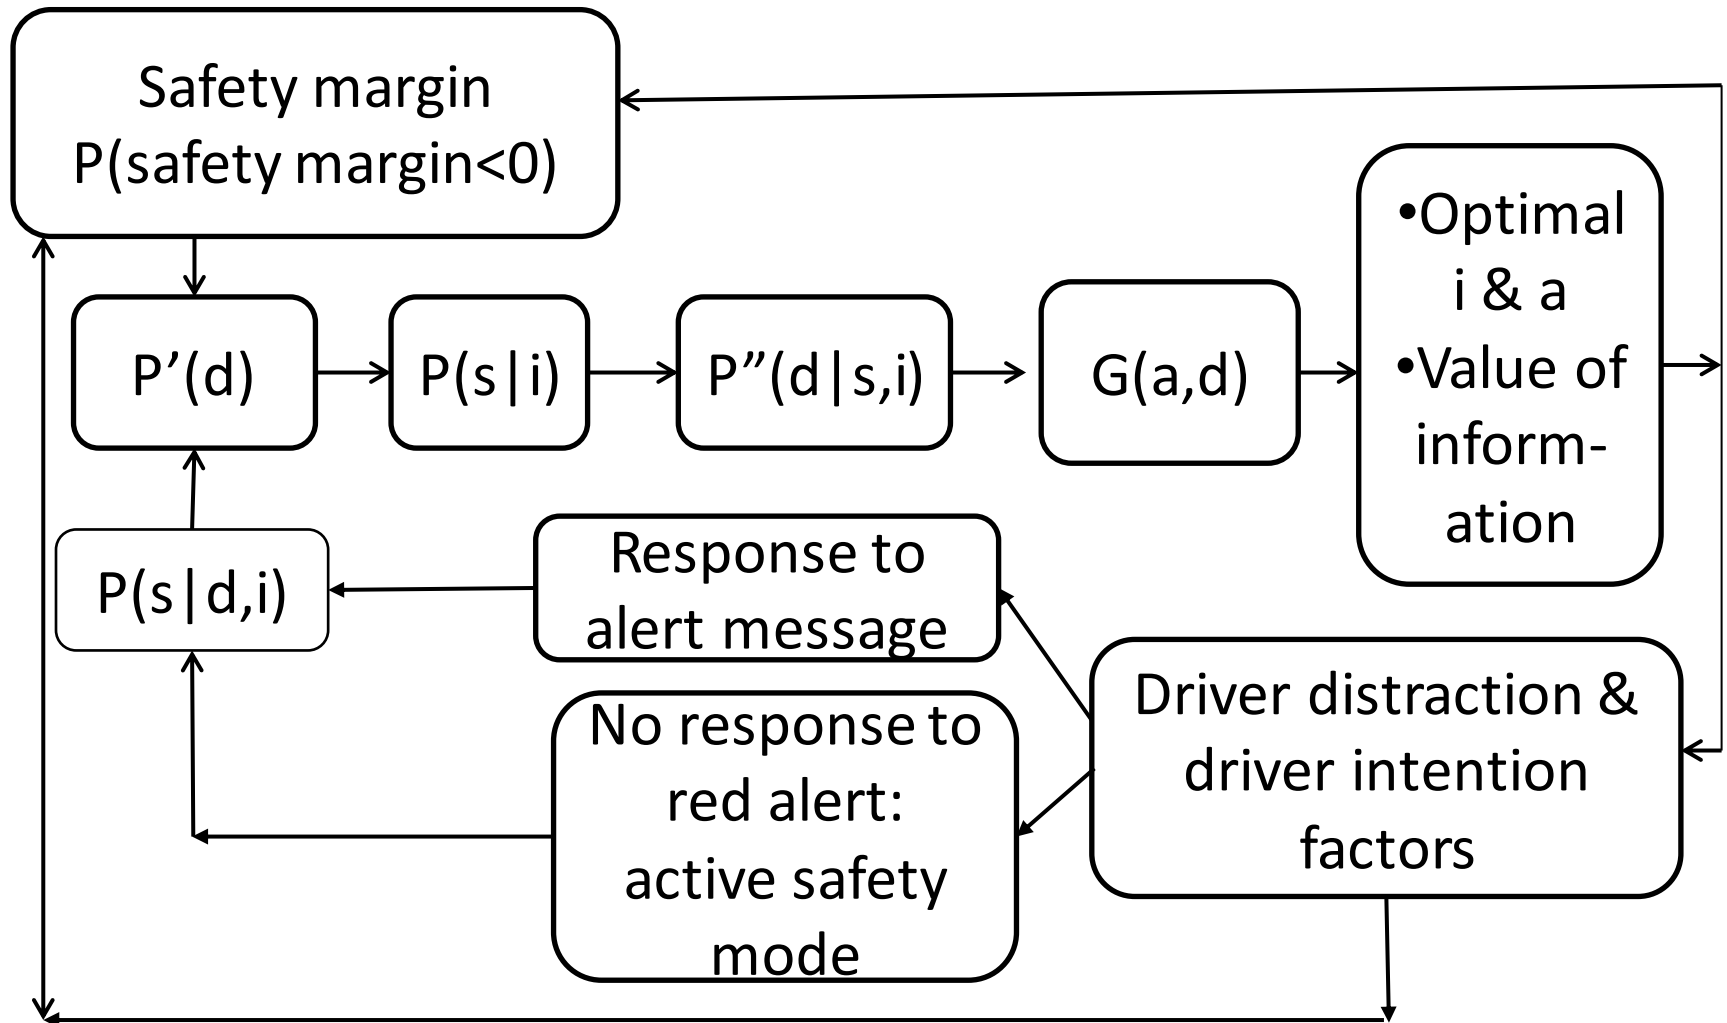 Safety margin
P(safety margin<0)
•Optimal
i & a
•Value of
inform-
ation
P’(d)
P(s|i)
P”(d|s,i)
G(a,d)
P(s|d,i)
Response to
alert message
No response to
red alert:
active safety
mode
Driver distraction &
driver intention
factors